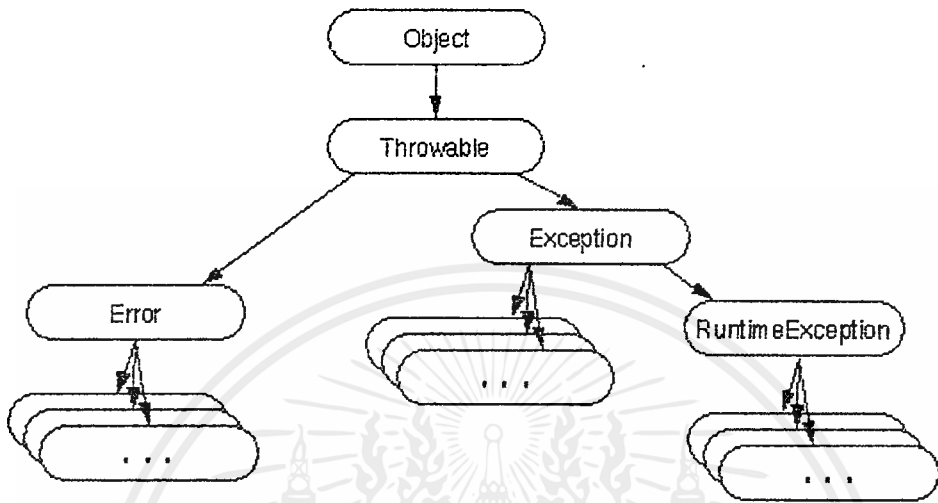 Object
Throwable
Exception
Error
RuntimeException
. . .
. . .
. . .